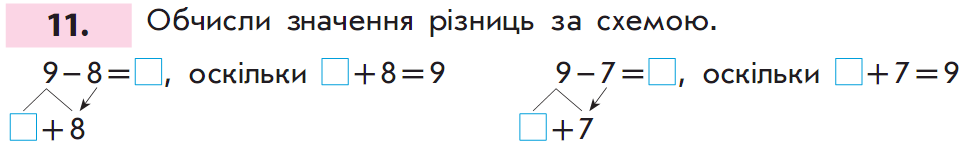 11. Обчисли значення різниць за схемою.
9 – 8 = □, оскільки □ + 8 = 9 9 – 7 = □, оскільки □ + 7 = 9
□ + 8 □ + 7